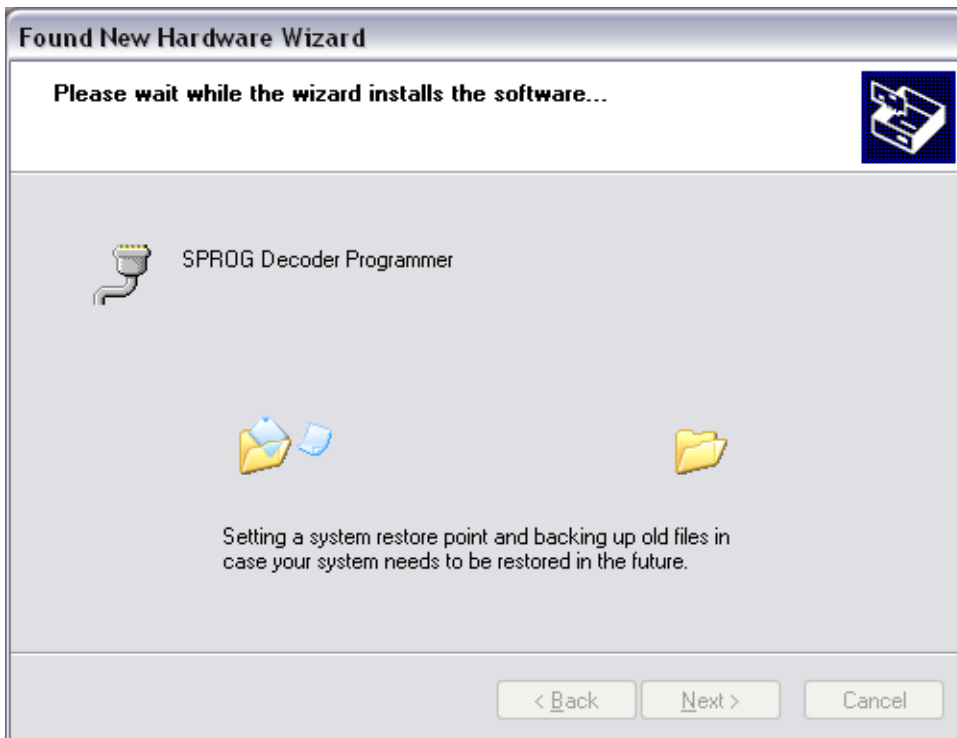 Found New Hardware Wizard
Please wait while the wizard installs the software...
SPROG Decoder Programmer
Setting a system restore point and backing up old files in
case your system needs to be restored in the future.
< Back
Next >
Cancel